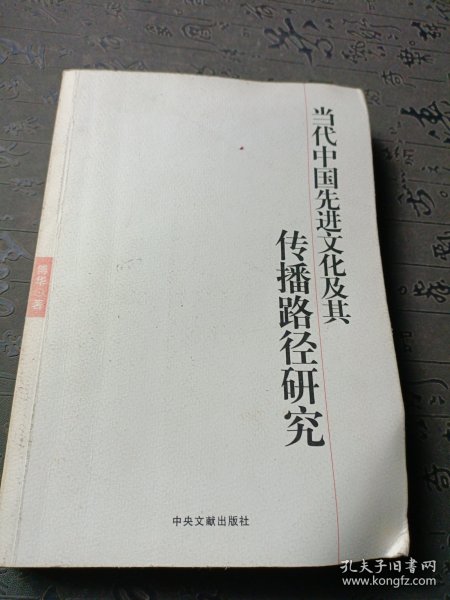 当代中国先进文化及其
传播路径研究
华
著
中央文献出版社
孔夫子旧书网
www.kongfz.com